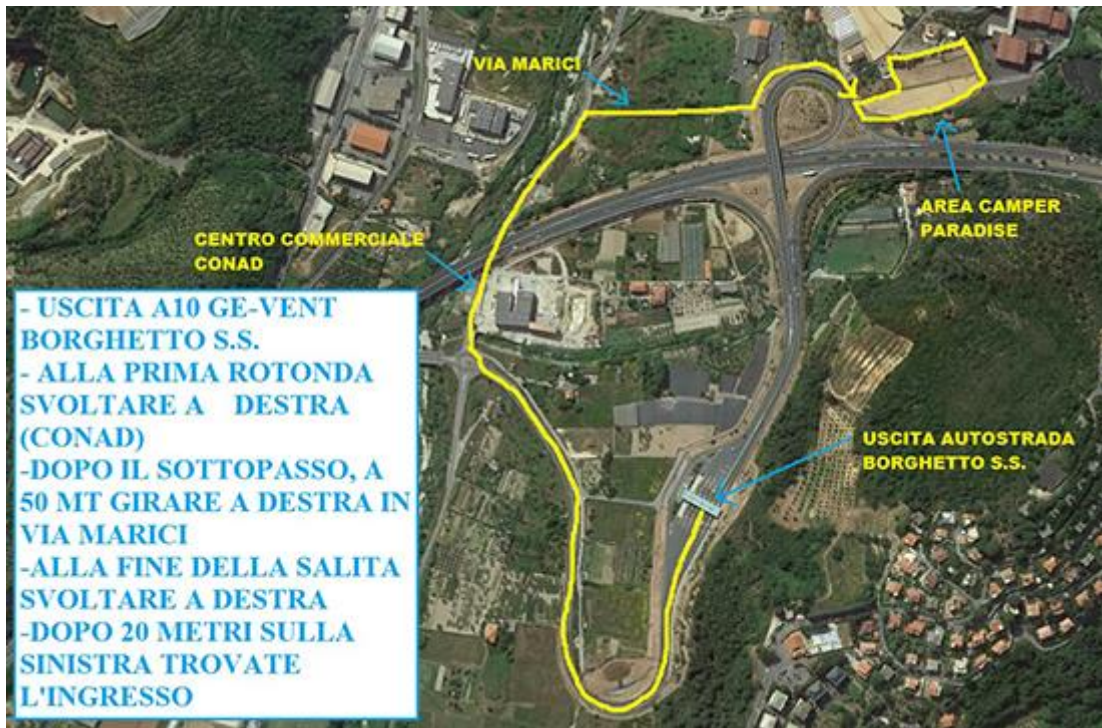 VIA MARICI
CENTRO COMMERCIALE
CONAD
AREA CAMPER
PARADISE
- USCITA A10 GE-VENT
BORGHETTO S.S.
- ALLA PRIMA ROTONDA
SVOLTARE A DESTRA
(CONAD)
-DOPO IL SOTTOPASSO, A
50 MT GIRARE A DESTRA IN
VIA MARICI
-ALLA FINE DELLA SALITA
SVOLTARE A DESTRA
-DOPO 20 METRI SULLA
SINISTRA TROVATE
L'INGRESSO
USCITA AUTOSTRADA
BORGHETTO S.S.